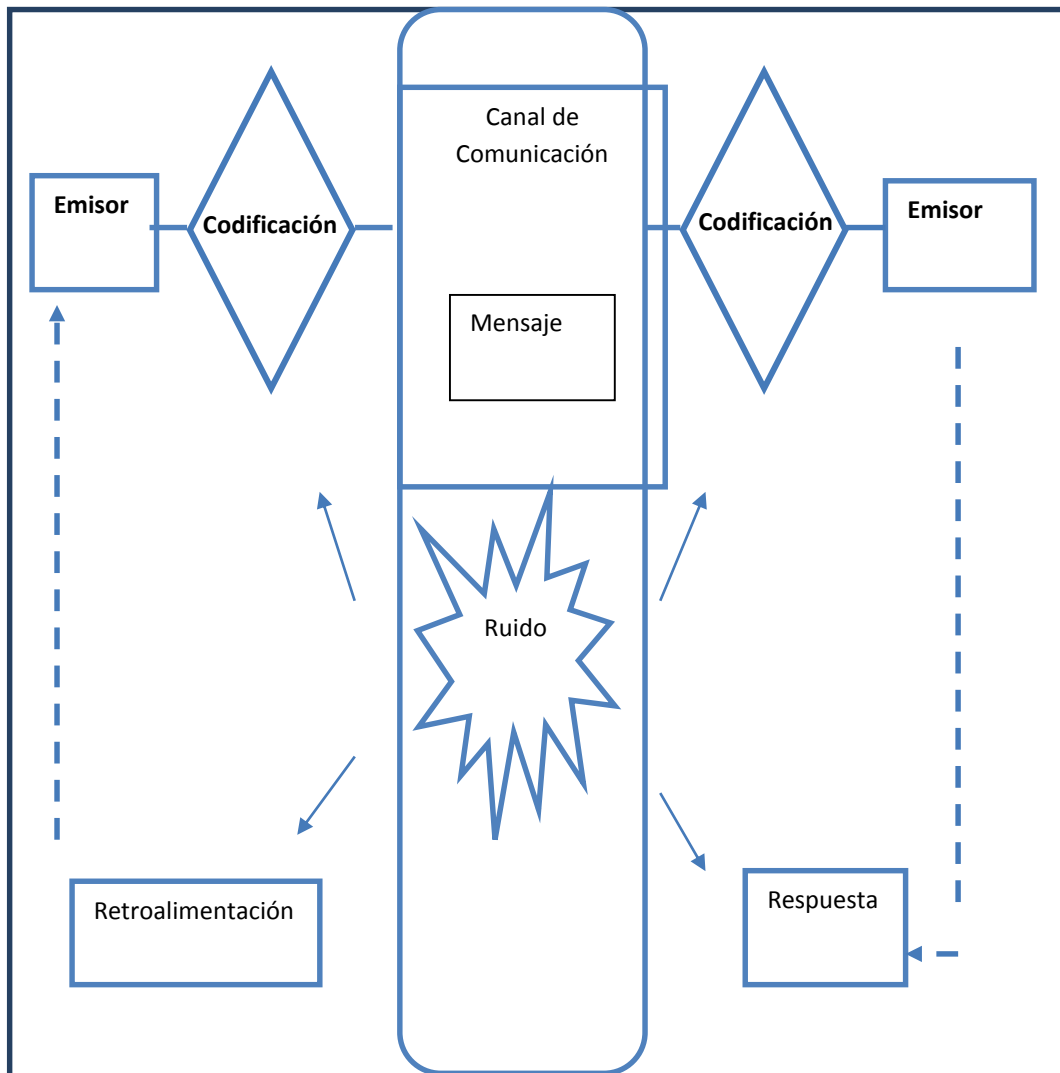 Canal de
Comunicación
Emisor
Codificación
Codificación
Emisor
Mensaje
Ruido
Retroalimentación
Respuesta